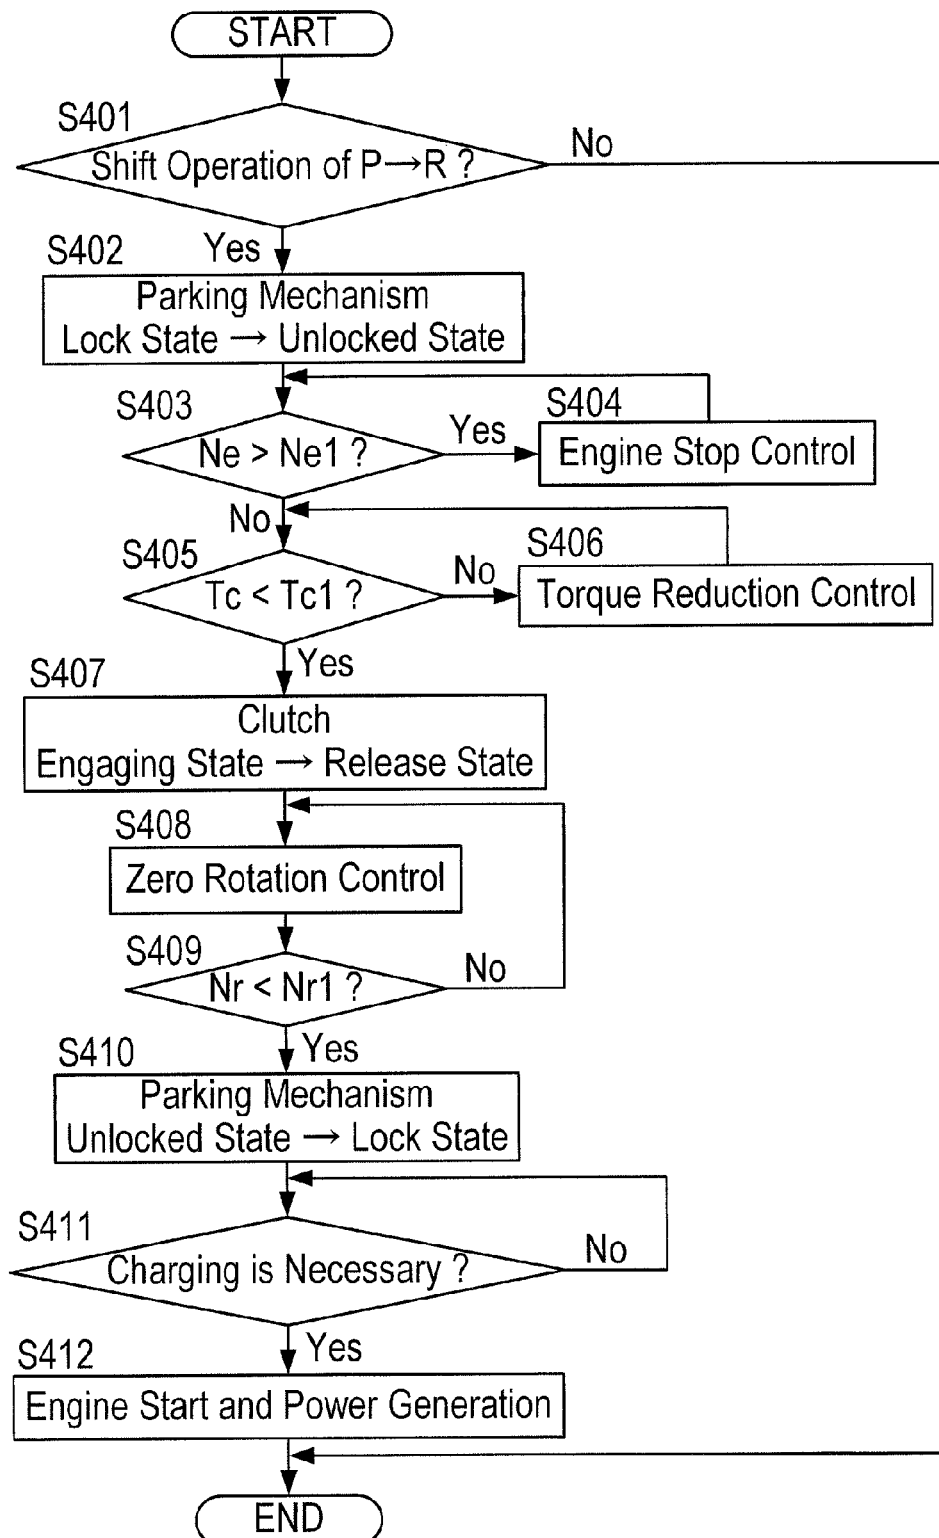 START
S401
Shift Operation of P→R ?
No
Yes
S402
Parking Mechanism
Lock State → Unlocked State
S403
Ne > Ne1 ?
Yes
S404
Engine Stop Control
No
S405
Tc < Tc1 ?
No
S406
Torque Reduction Control
Yes
S407
Clutch
Engaging State → Release State
S408
Zero Rotation Control
S409
Nr < Nr1 ?
No
Yes
S410
Parking Mechanism
Unlocked State → Lock State
S411
Charging is Necessary ?
No
Yes
S412
Engine Start and Power Generation
END